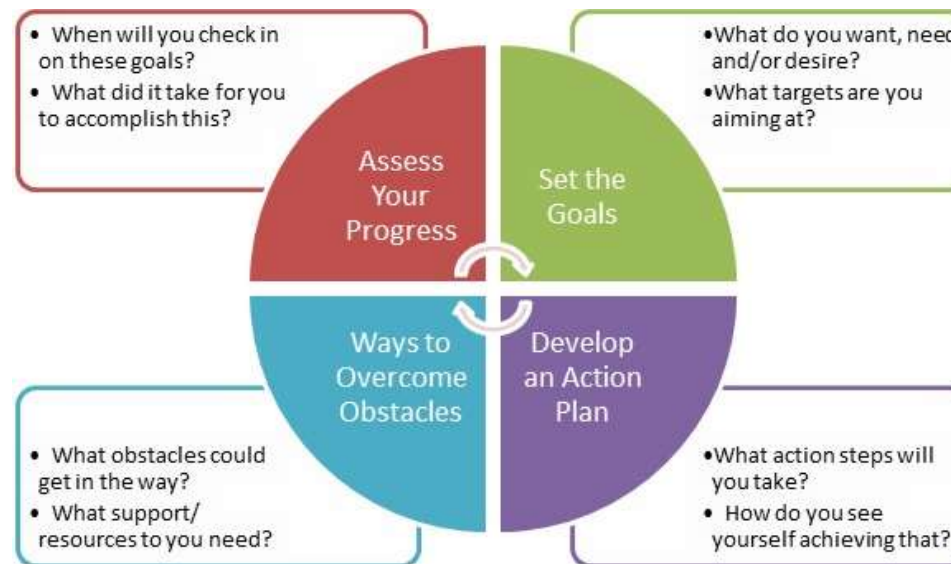 • When will you check in
on these goals?
• What did it take for you
to accomplish this?
Assess
Your
Progress
•What do you want, need
and/or desire?
•What targets are you
aiming at?
Set the
Goals
Ways to
Overcome
Obstacles
• What obstacles could
get in the way?
• What support/
resources to you need?
Develop
an Action
Plan
•What action steps will
you take?
• How do you see
yourself achieving that?